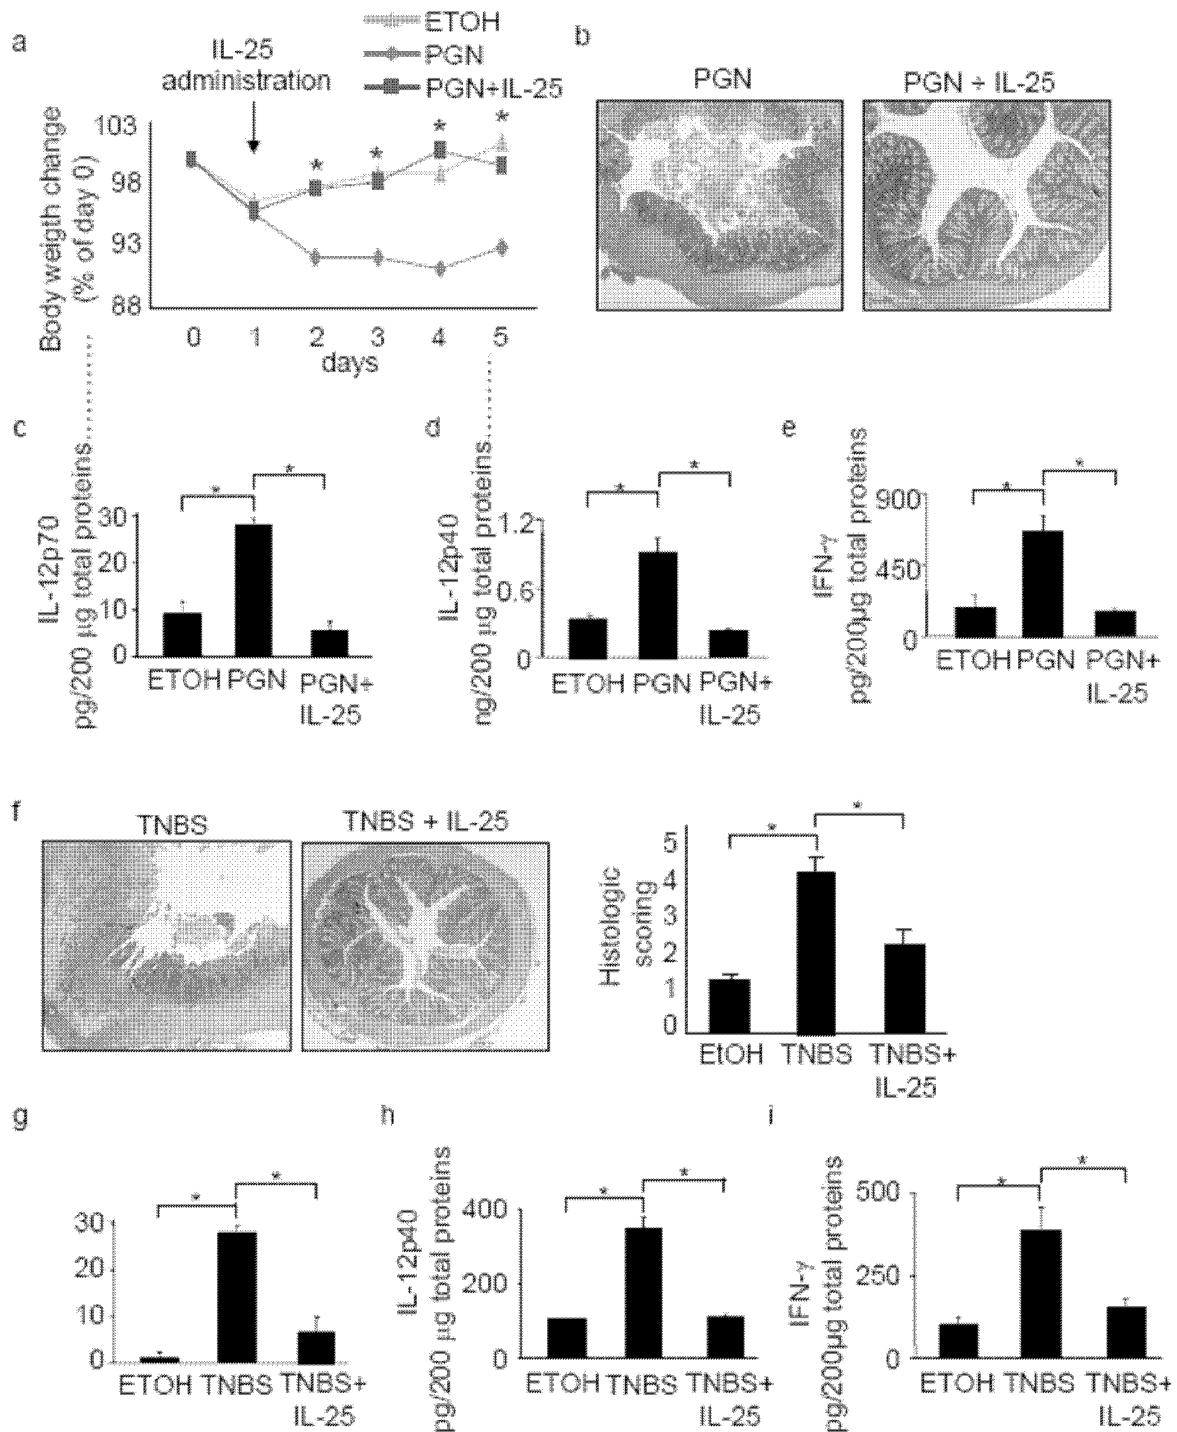 a
ETOH
PGN
PGN+IL-25
IL-25
administration
Body weigth change
(% of day 0)
103
98
93
88
*
*
*
*
0 1 2 3 4 5
days
b
PGN
PGN + IL-25
c
IL-12p70
pg/200 µg total proteins
30
20
10
0
*
*
ETOH PGN PGN+
IL-25
d
IL-12p40
ng/200 µg total proteins
1.2
0.6
0
*
*
ETOH PGN PGN+
IL-25
e
IFN-γ
pg/200µg total proteins
900
450
0
*
*
ETOH PGN PGN+
IL-25
f
TNBS
TNBS + IL-25
Histologic
scoring
5
4
3
2
1
0
*
*
EtOH TNBS TNBS+
IL-25
g
30
20
10
0
*
*
ETOH TNBS TNBS+
IL-25
h
IL-12p40
pg/200 µg total proteins
400
200
0
*
*
ETOH TNBS TNBS+
IL-25
i
IFN-γ
pg/200µg total proteins
500
250
0
*
*
ETOH TNBS TNBS+
IL-25